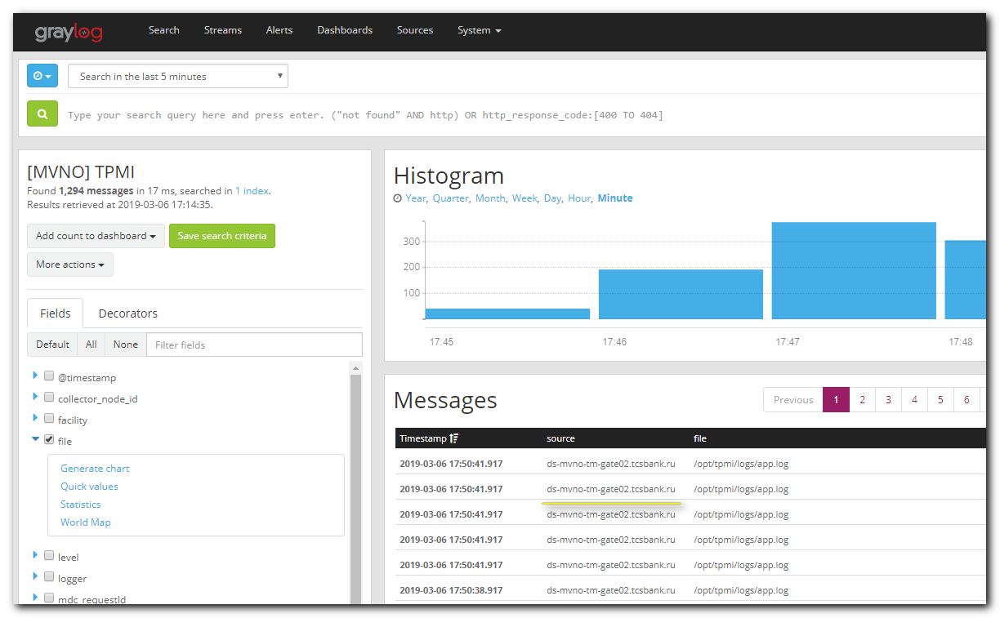 graylog Search Streams Alerts Dashboards Sources System
Search in the last 5 minutes
Type your search query here and press enter. ("not found" AND http) OR http_response_code:[400 TO 404]
[MVNO] TPMI
Found 1,294 messages in 17 ms, searched in 1 index.
Results retrieved at 2019-03-06 17:14:35.
Add count to dashboard Save search criteria
More actions
Fields Decorators
Default All None Filter fields
@timestamp
collector_node_id
facility
file
Generate chart
Quick values
Statistics
World Map
level
logger
mdc_requestId
Histogram
Year, Quarter, Month, Week, Day, Hour, Minute
300
200
100
17:45 17:46 17:47 17:48
Messages
Previous 1 2 3 4 5 6
Timestamp source file
2019-03-06 17:50:41.917 ds-mvno-tm-gate02.tcsbank.ru /opt/tpmi/logs/app.log
2019-03-06 17:50:41.917 ds-mvno-tm-gate02.tcsbank.ru /opt/tpmi/logs/app.log
2019-03-06 17:50:41.917 ds-mvno-tm-gate02.tcsbank.ru /opt/tpmi/logs/app.log
2019-03-06 17:50:41.917 ds-mvno-tm-gate02.tcsbank.ru /opt/tpmi/logs/app.log
2019-03-06 17:50:41.917 ds-mvno-tm-gate02.tcsbank.ru /opt/tpmi/logs/app.log
2019-03-06 17:50:38.917 ds-mvno-tm-gate02.tcsbank.ru /opt/tpmi/logs/app.log